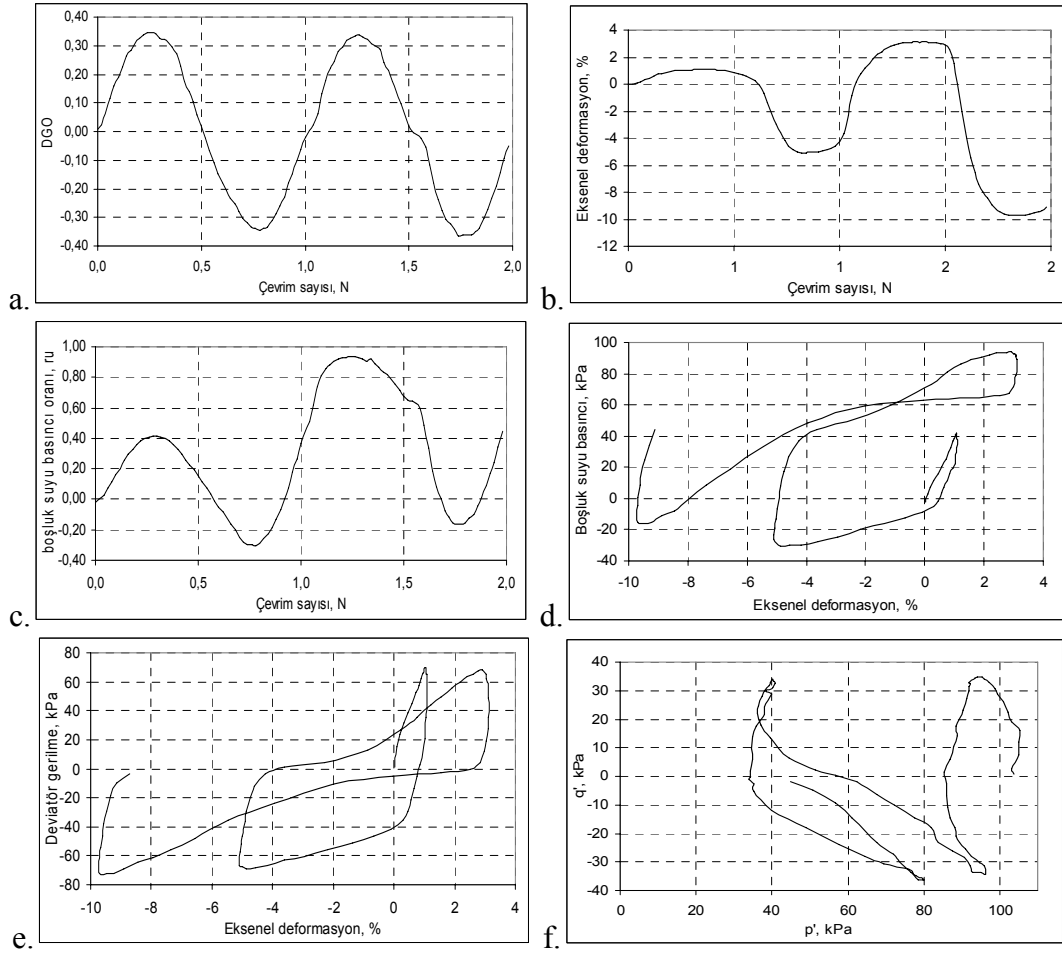 0,40
0,30
0,20
0,10
0,00
-0,10
-0,20
-0,30
-0,40
DGO
0,0 0,5 1,0 1,5 2,0
Çevrim sayısı, N
a.
4
2
0
-2
-4
-6
-8
-10
-12
Eksenel deformasyon, %
0 1 1 2 2
Çevrim sayısı, N
b.
1,00
0,80
0,60
0,40
0,20
0,00
-0,20
-0,40
boşluk suyu basıncı oranı, ru
0,0 0,5 1,0 1,5 2,0
Çevrim sayısı, N
c.
100
80
60
40
20
0
-20
-40
Boşluk suyu basıncı, kPa
-10 -8 -6 -4 -2 0 2 4
Eksenel deformasyon, %
d.
80
60
40
20
0
-20
-40
-60
-80
Deviatör gerilme, kPa
-10 -8 -6 -4 -2 0 2 4
Eksenel deformasyon, %
e.
40
30
20
10
0
-10
-20
-30
-40
q', kPa
0 20 40 60 80 100
p', kPa
f.